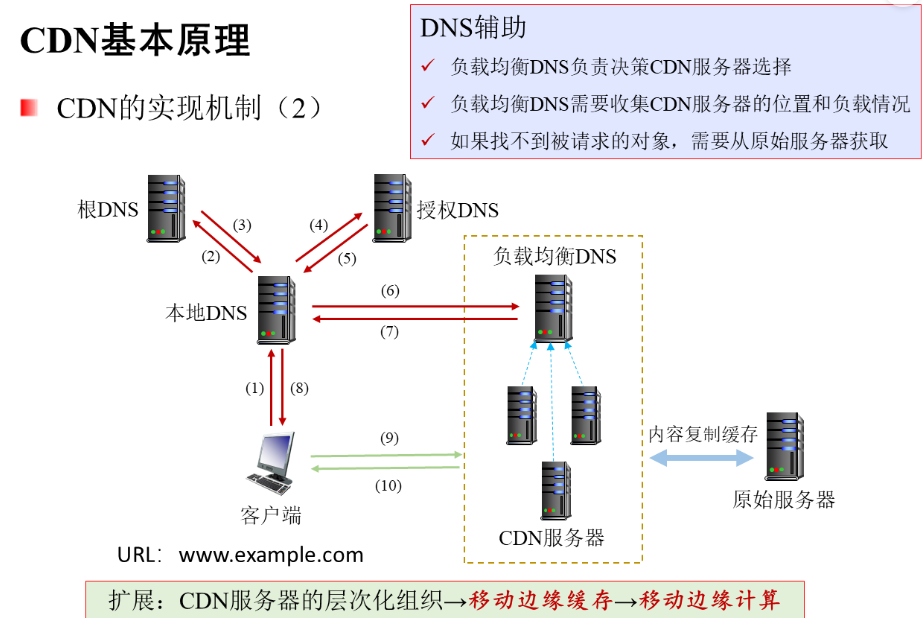 CDN基本原理
CDN的实现机制（2）
DNS辅助
✓ 负载均衡DNS负责决策CDN服务器选择
✓ 负载均衡DNS需要收集CDN服务器的位置和负载情况
✓ 如果找不到被请求的对象，需要从原始服务器获取
根DNS
(3)
(2)
(4)
(5)
授权DNS
本地DNS
(6)
(7)
负载均衡DNS
(1)
(8)
(9)
(10)
客户端
CDN服务器
内容复制缓存
原始服务器
URL: www.example.com
扩展：CDN服务器的层次化组织→移动边缘缓存→移动边缘计算